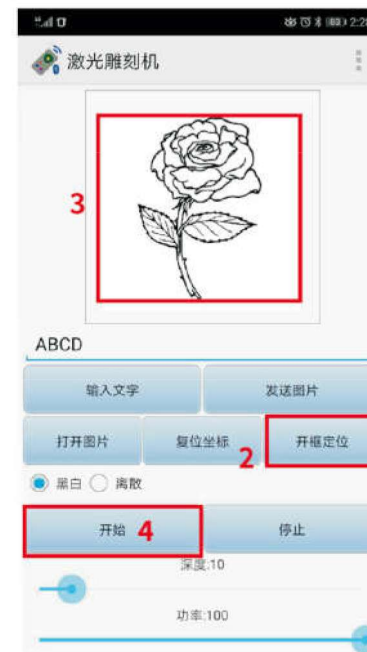 2:28
激光雕刻机
3
ABCD
输入文字 发送图片
打开图片 复位坐标 2 开框定位
黑白 离散
开始 4 停止
深度:10
功率:100